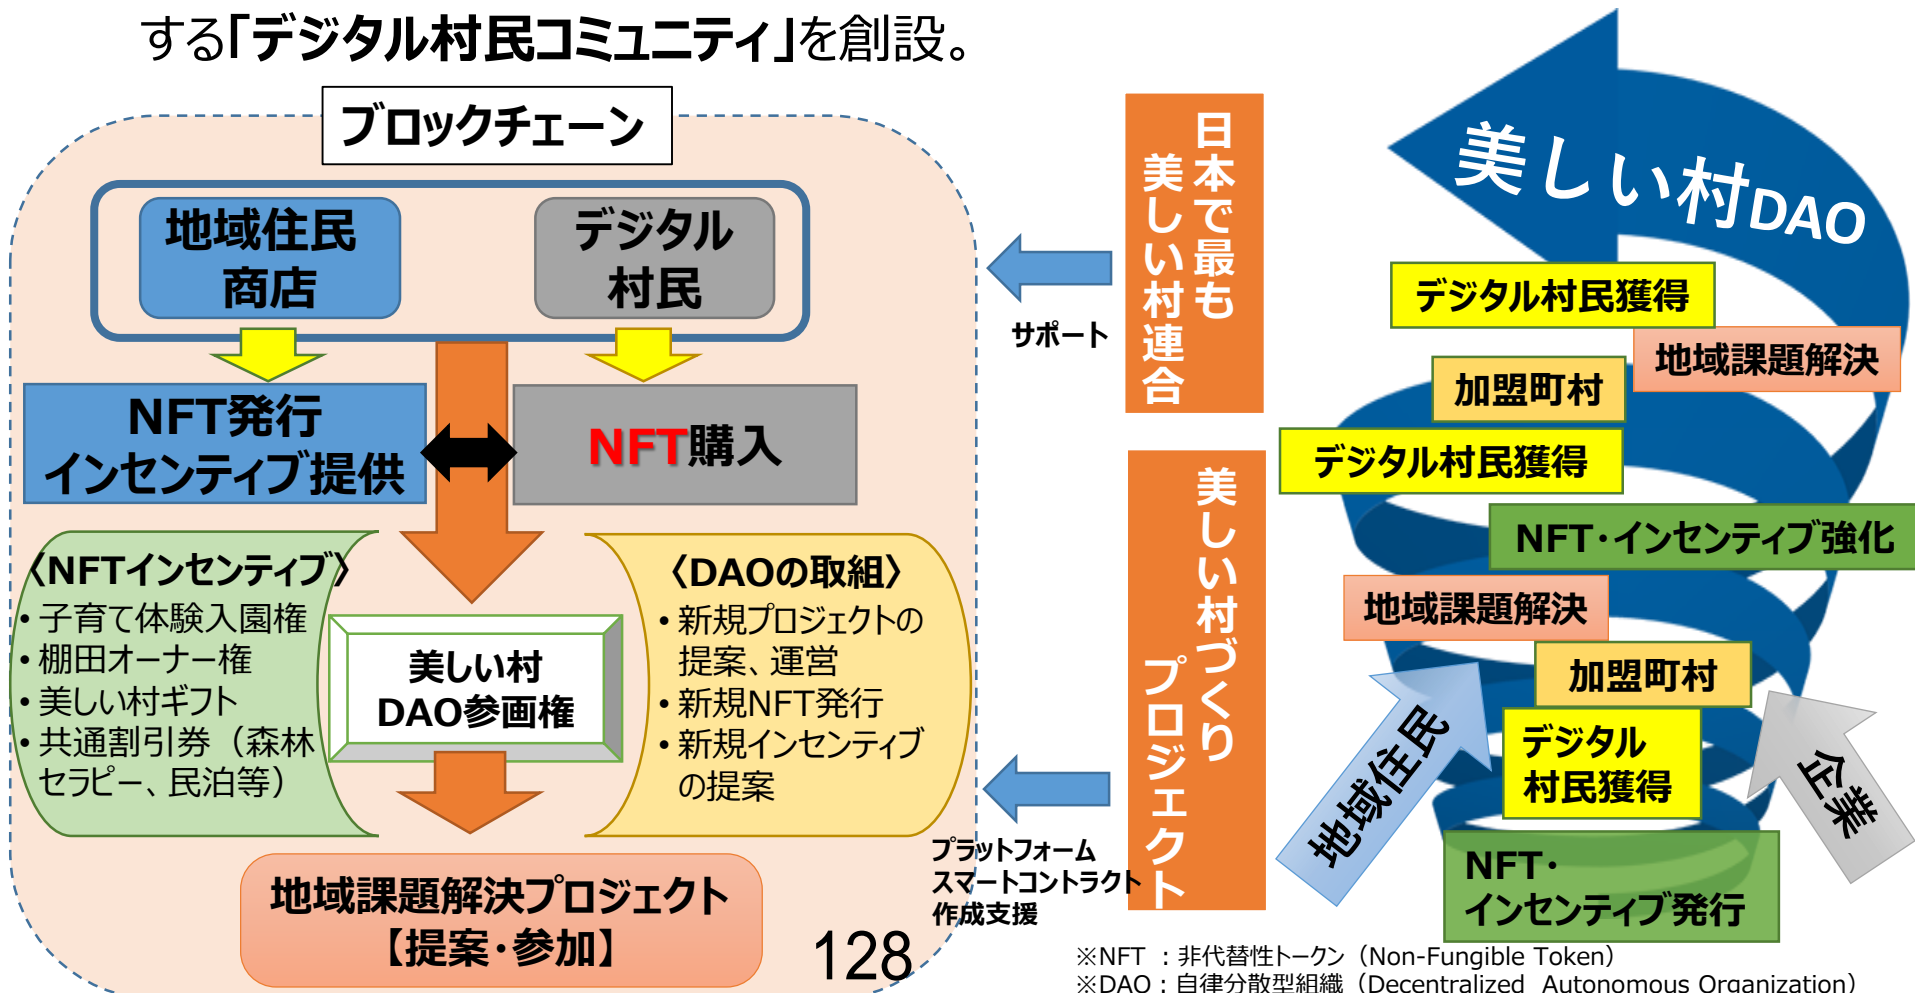 する「デジタル村民コミュニティ」を創設。
ブロックチェーン
地域住民
商店
デジタル
村民
NFT発行
インセンティブ提供
NFT購入
〈NFTインセンティブ〉
・子育て体験入園権
・棚田オーナー権
・美しい村ギフト
・共通割引券（森林
セラピー、民泊等）
美しい村
DAO参画権
〈DAOの取組〉
・新規プロジェクトの
提案、運営
・新規NFT発行
・新規インセンティブ
の提案
地域課題解決プロジェクト
【提案・参加】
128
サポート
プラットフォーム
スマートコントラクト
作成支援
日本で最も
美しい村連合
美しい村づくり
プロジェクト
美しい村DAO
デジタル村民獲得
地域課題解決
加盟町村
デジタル村民獲得
NFT・インセンティブ強化
地域課題解決
加盟町村
デジタル
村民獲得
地域住民
企業
NFT・
インセンティブ発行
※NFT ：非代替性トークン（Non-Fungible Token）
※DAO：自律分散型組織（Decentralized Autonomous Organization）